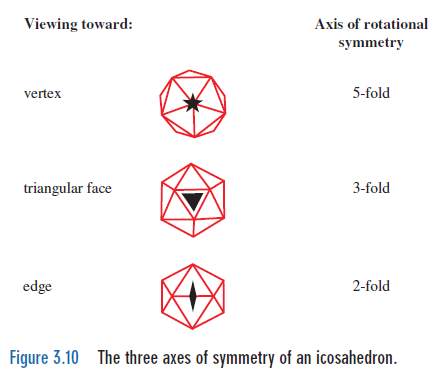 Viewing toward:
Axis of rotational
symmetry
vertex
5-fold
triangular face
3-fold
edge
2-fold
Figure 3.10 The three axes of symmetry of an icosahedron.